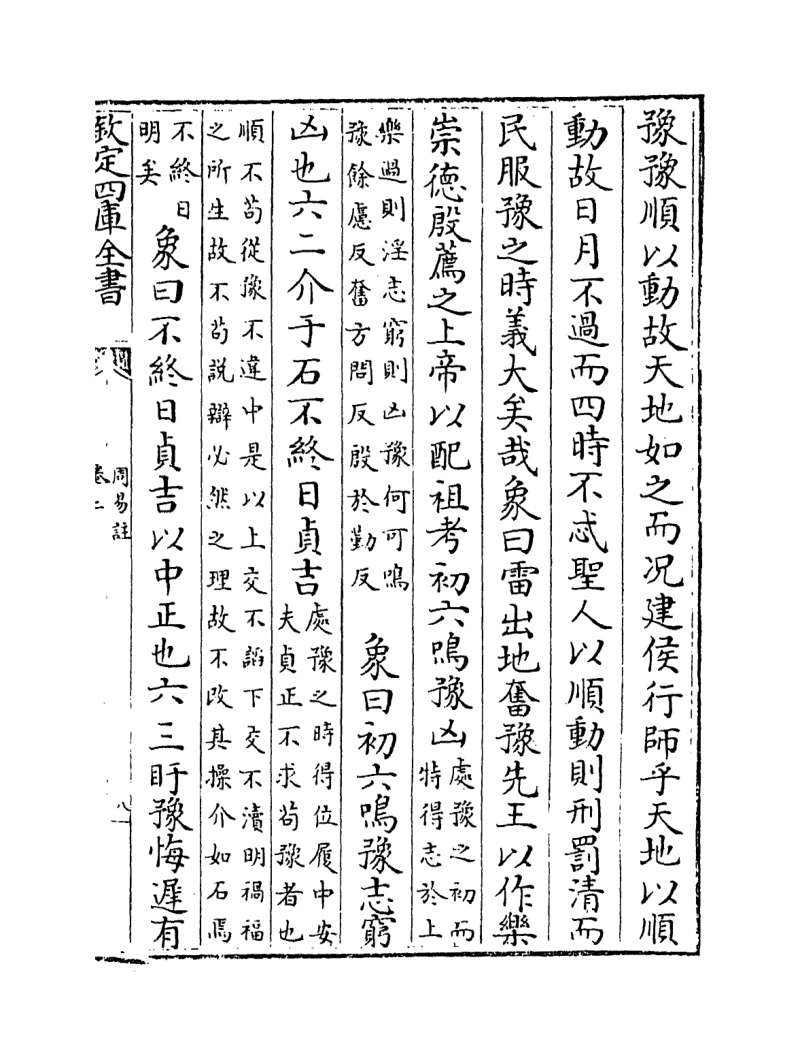 豫豫順以動故天地如之而况建侯行師乎天地以順
動故日月不過而四時不忒聖人以順動則刑罰清而
民服豫之時義大矣哉象曰雷出地奮豫先王以作樂
崇德殷薦之上帝以配祖考初六鳴豫凶處豫之初而
特得志於上
樂過則淫志窮則凶豫何可鳴
豫餘慮反奮方問反殷於勤反
象曰初六鳴豫志窮
凶也六二介于石不終日貞吉處豫之時得位履中安
夫貞正不求茍豫者也
順不茍從豫不違中是以上交不謟下交不瀆明禍福
之所生故不茍説辯必然之理故不改其操介如石焉
不終日
明矣
象曰不終日貞吉以中正也六三盱豫悔遲有
欽定四庫全書
周易註
卷二
八